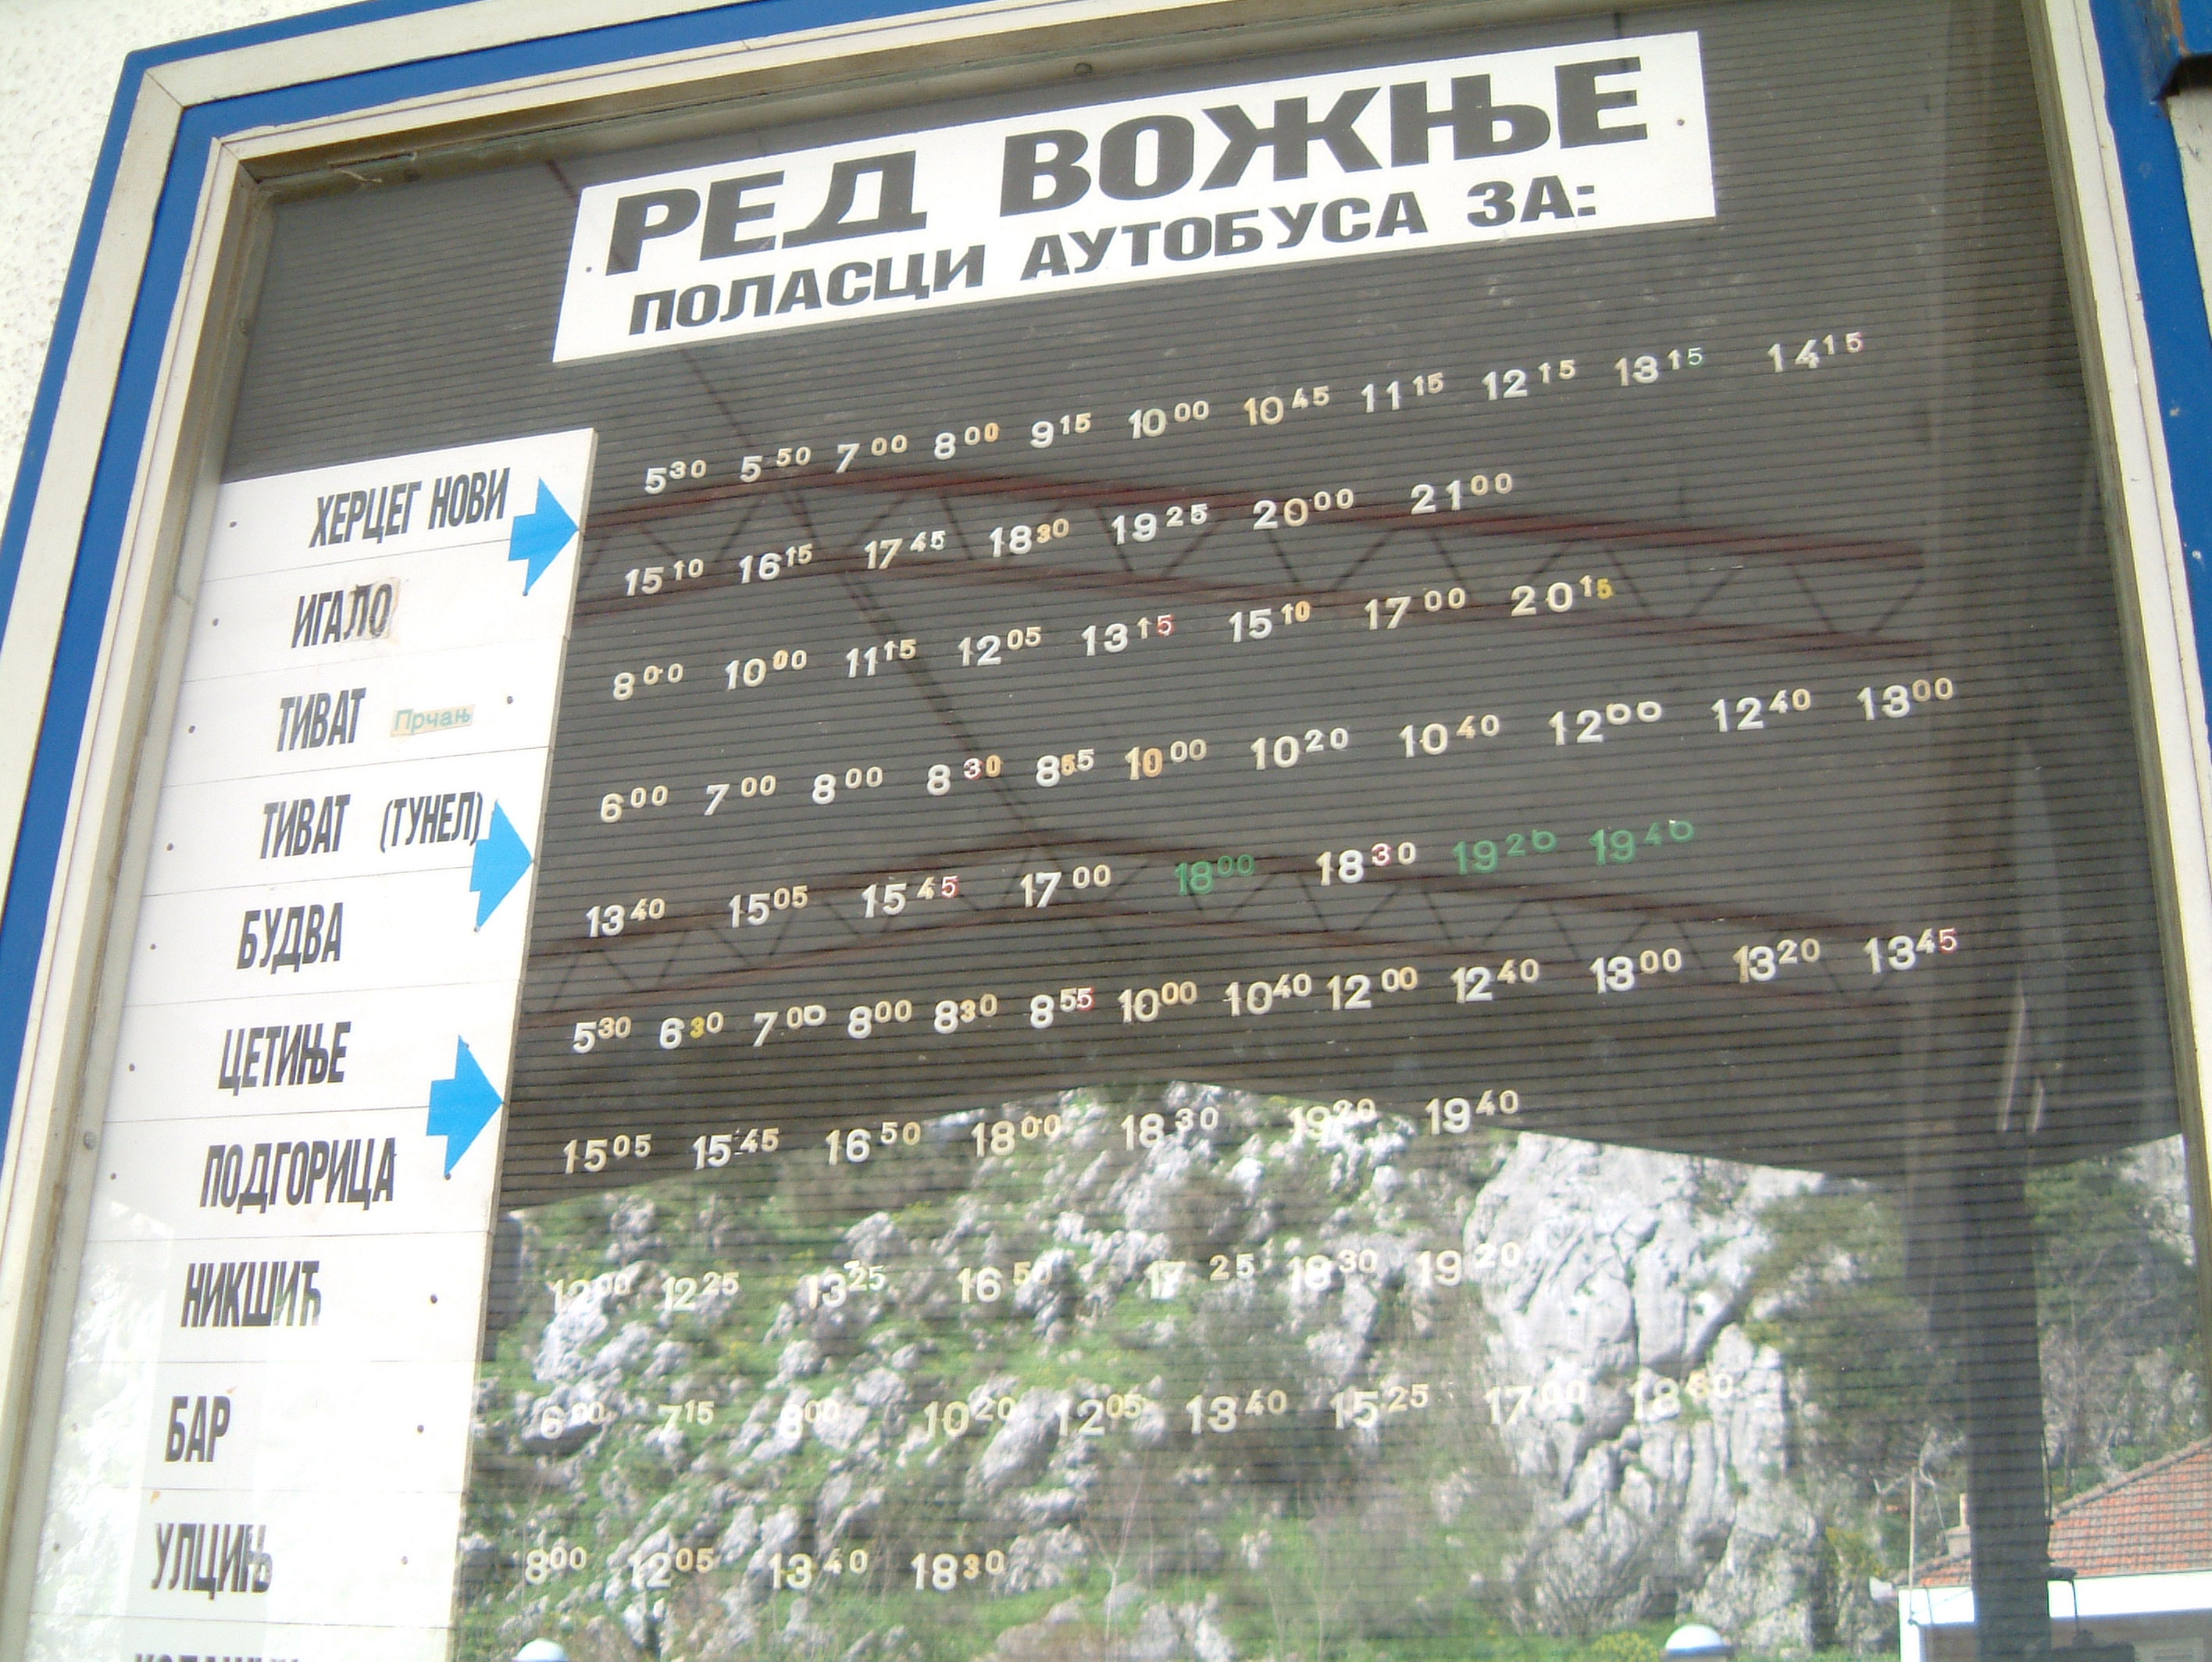 РЕД ВОЖЊЕ
ПОЛАСЦИ АУТОБУСА ЗА:
ХЕРЦЕГ НОВИ 5 30 5 50 7 00 8 00 9 15 10 00 10 45 11 15 12 15 13 15 14 15
ИГАЛО 15 10 16 15 17 45 18 30 19 25 20 00 21 00
ТИВАТ Прчањ 8 00 10 00 11 15 12 05 13 15 15 10 17 00 20 15
ТИВАТ (ТУНЕЛ) 6 00 7 00 8 00 8 30 8 55 10 00 10 20 10 40 12 00 12 40 13 00
БУДВА 13 40 15 05 15 45 17 00 18 00 18 30 19 20 19 40
ЦЕТИЊЕ 5 30 6 30 7 00 8 00 8 30 8 55 10 00 10 40 12 00 12 40 13 00 13 20 13 45
ПОДГОРИЦА 15 05 15 45 16 50 18 00 18 30 19 20 19 40
НИКШИЋ 12 00 12 25 13 25 16 50 17 25 18 30 19 20
БАР 6 00 7 15 8 00 10 20 12 05 13 40 15 25 17 00
УЛЦИЊ 8 00 12 05 13 40 18 30